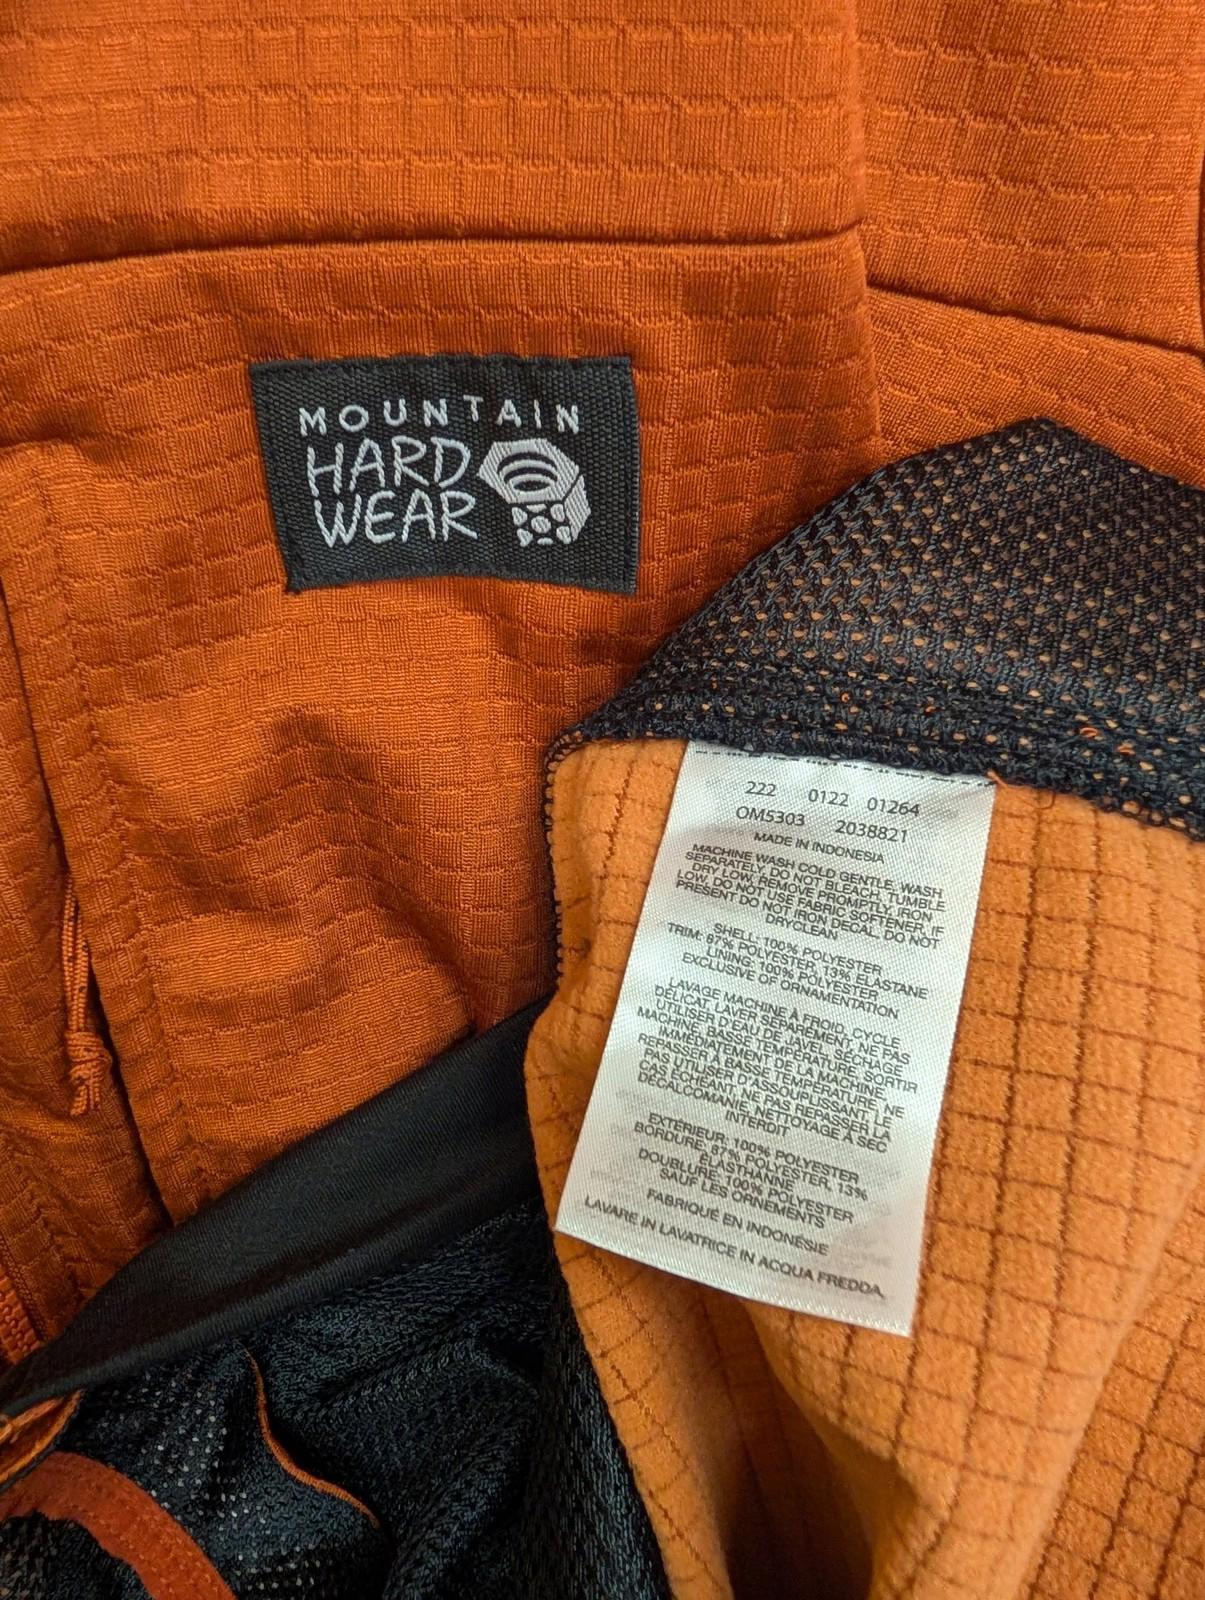 MOUNTAIN
HARD
WEAR
222 0122 01264
OM5303 2038821
MADE IN INDONESIA
MACHINE WASH COLD GENTLE, WASH
SEPARATELY, DO NOT BLEACH, TUMBLE
DRY LOW, REMOVE PROMPTLY, IRON
LOW, DO NOT USE FABRIC SOFTENER, IF
PRESENT DO NOT IRON DECAL, DO NOT
DRYCLEAN
SHELL: 100% POLYESTER
TRIM: 87% POLYESTER, 13% ELASTANE
LINING: 100% POLYESTER
EXCLUSIVE OF ORNAMENTATION
LAVAGE MACHINE À FROID, CYCLE
DÉLICAT, LAVER SÉPARÉMENT, NE PAS
UTILISER D'EAU DE JAVEL, SÉCHAGE
MACHINE, BASSE TEMPÉRATURE, SORTIR
IMMÉDIATEMENT DE LA MACHINE,
REPASSER À BASSE TEMPÉRATURE, NE
PAS UTILISER D'ASSOUPLISSANT, LE
CAS ÉCHÉANT, NE PAS REPASSER LA
DÉCALCOMANIE, NETTOYAGE À SEC
INTERDIT
EXTÉRIEUR: 100% POLYESTER
BORDURE: 87% POLYESTER, 13%
ÉLASTHANNE
DOUBLURE: 100% POLYESTER
SAUF LES ORNEMENTS
FABRIQUÉ EN INDONÉSIE
LAVARE IN LAVATRICE IN ACQUA FREDDA,